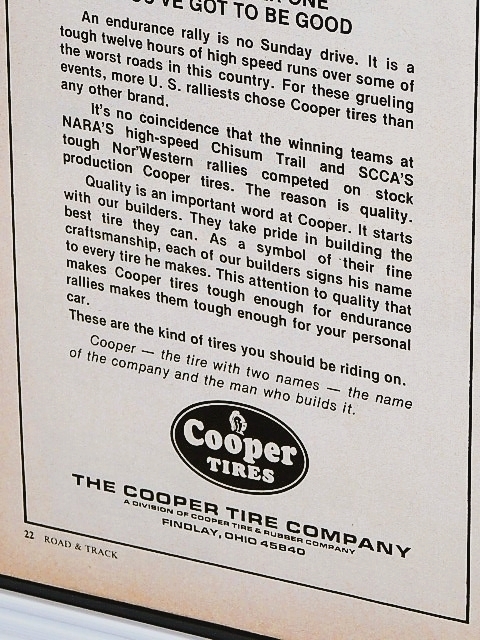 ONE
YOU'VE GOT TO BE GOOD
An endurance rally is no Sunday drive. It is a
tough twelve hours of high speed runs over some of
the worst roads in this country. For these grueling
events, more U. S. ralliests chose Cooper tires than
any other brand.
It's no coincidence that the winning teams at
NARA'S high-speed Chisum Trail and SCCA'S
tough Nor'Western rallies competed on stock
production Cooper tires. The reason is quality.
Quality is an important word at Cooper. It starts
with our builders. They take pride in building the
best tire they can. As a symbol of their fine
craftsmanship, each of our builders signs his name
to every tire he makes. This attention to quality that
makes Cooper tires tough enough for endurance
rallies makes them tough enough for your personal
car.
These are the kind of tires you should be riding on.
Cooper — the tire with two names — the name
of the company and the man who builds it.
Cooper
TIRES
THE COOPER TIRE COMPANY
A DIVISION OF COOPER TIRE & RUBBER COMPANY
FINDLAY, OHIO 45840
22 ROAD & TRACK